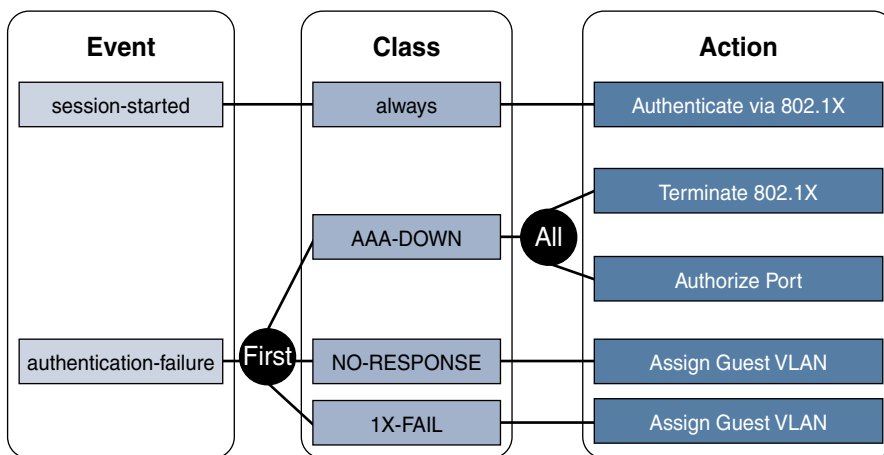 Event
Class
Action
session-started
always
Authenticate via 802.1X
Terminate 802.1X
AAA-DOWN
All
Authorize Port
authentication-failure
First
NO-RESPONSE
Assign Guest VLAN
1X-FAIL
Assign Guest VLAN